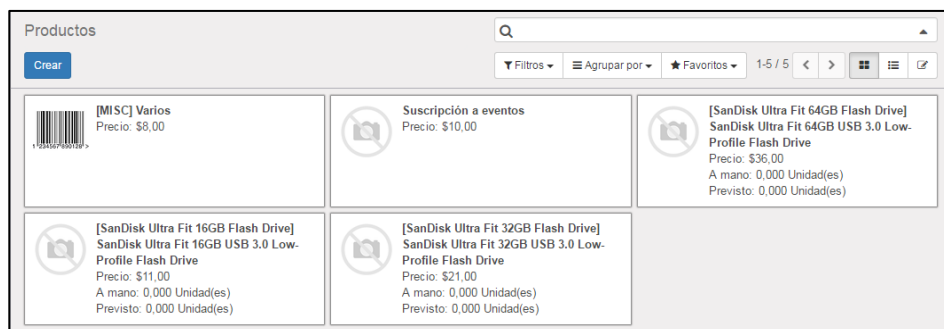 Productos
Crear
Filtros
Agrupar por
Favoritos
1-5 / 5
[MISC] Varios
Precio: $8,00
Suscripción a eventos
Precio: $10,00
[SanDisk Ultra Fit 64GB Flash Drive]
SanDisk Ultra Fit 64GB USB 3.0 Low-
Profile Flash Drive
Precio: $36,00
A mano: 0,000 Unidad(es)
Previsto: 0,000 Unidad(es)
[SanDisk Ultra Fit 16GB Flash Drive]
SanDisk Ultra Fit 16GB USB 3.0 Low-
Profile Flash Drive
Precio: $11,00
A mano: 0,000 Unidad(es)
Previsto: 0,000 Unidad(es)
[SanDisk Ultra Fit 32GB Flash Drive]
SanDisk Ultra Fit 32GB USB 3.0 Low-
Profile Flash Drive
Precio: $21,00
A mano: 0,000 Unidad(es)
Previsto: 0,000 Unidad(es)